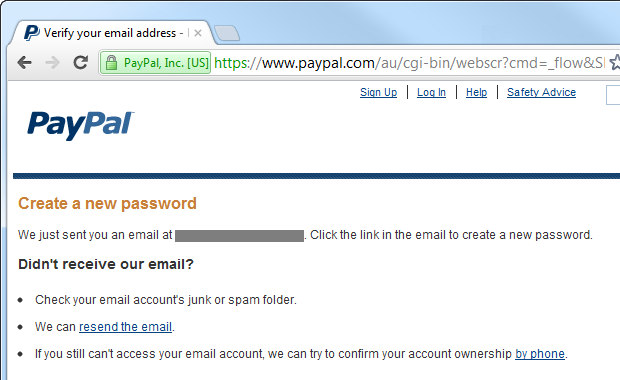 Verify your email address -
PayPal, Inc. [US] https://www.paypal.com/au/cgi-bin/webscr?cmd=_flow&S
Sign Up | Log In | Help | Safety Advice
PayPal
Create a new password
We just sent you an email at . Click the link in the email to create a new password.
Didn't receive our email?
• Check your email account's junk or spam folder.
• We can resend the email.
• If you still can't access your email account, we can try to confirm your account ownership by phone.